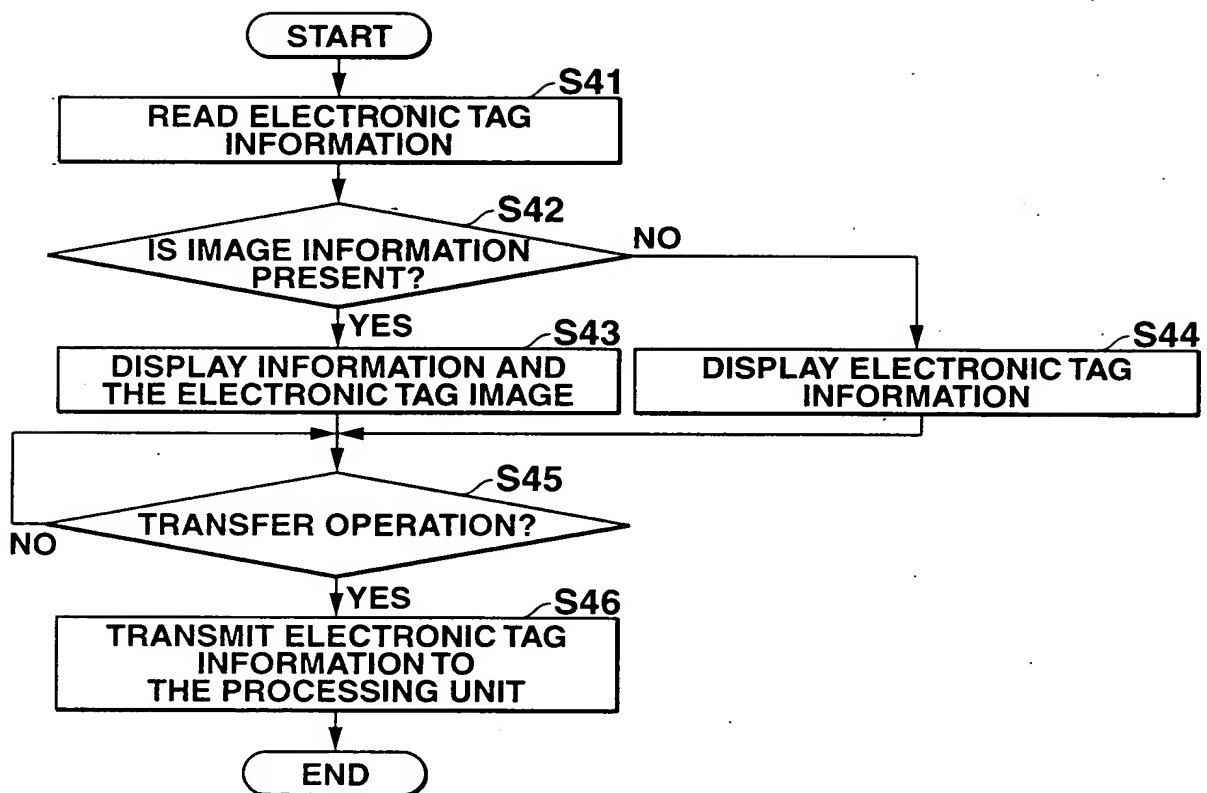 START
S41
READ ELECTRONIC TAG
INFORMATION
S42
IS IMAGE INFORMATION
PRESENT?
NO
YES
S43
DISPLAY INFORMATION AND
THE ELECTRONIC TAG IMAGE
S44
DISPLAY ELECTRONIC TAG
INFORMATION
S45
TRANSFER OPERATION?
NO
YES
S46
TRANSMIT ELECTRONIC TAG
INFORMATION TO
THE PROCESSING UNIT
END